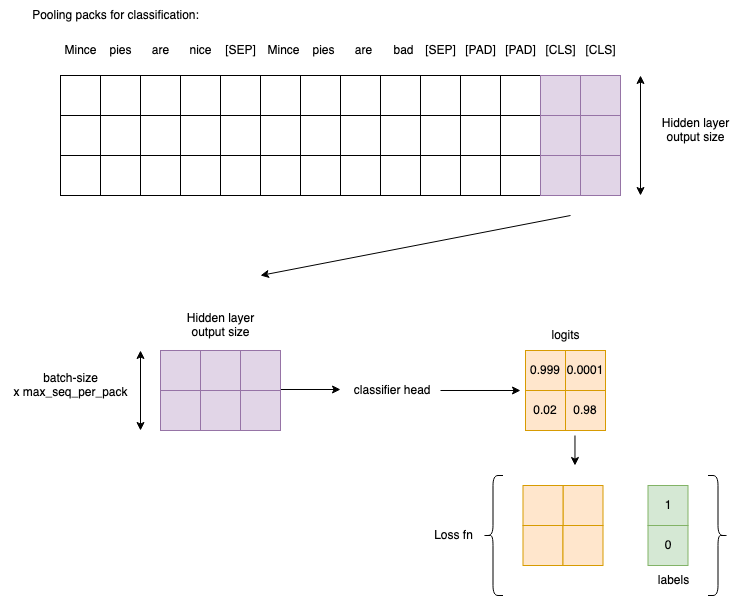 Pooling packs for classification:
Mince pies are nice [SEP] Mince pies are bad [SEP] [PAD] [PAD] [CLS] [CLS]
Hidden layer
output size
Hidden layer
output size
batch-size
x max_seq_per_pack
classifier head
logits
0.999 0.0001
0.02 0.98
Loss fn
1
0
labels